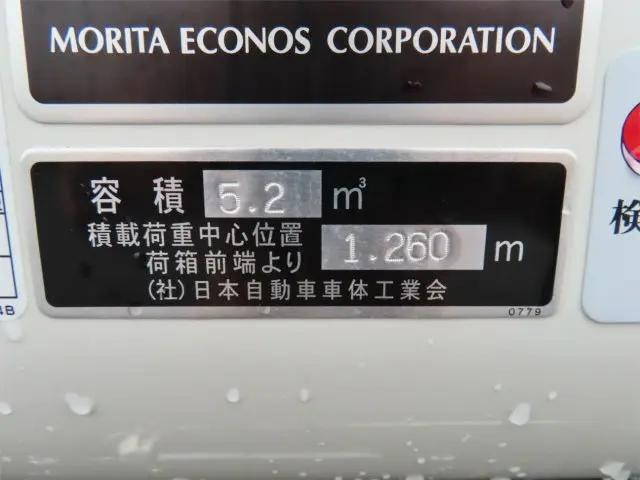 MORITA ECONOS CORPORATION
容積 5.2 m³
積載荷重中心位置
荷箱前端より 1.260 m
(社)日本自動車車体工業会
0779
検